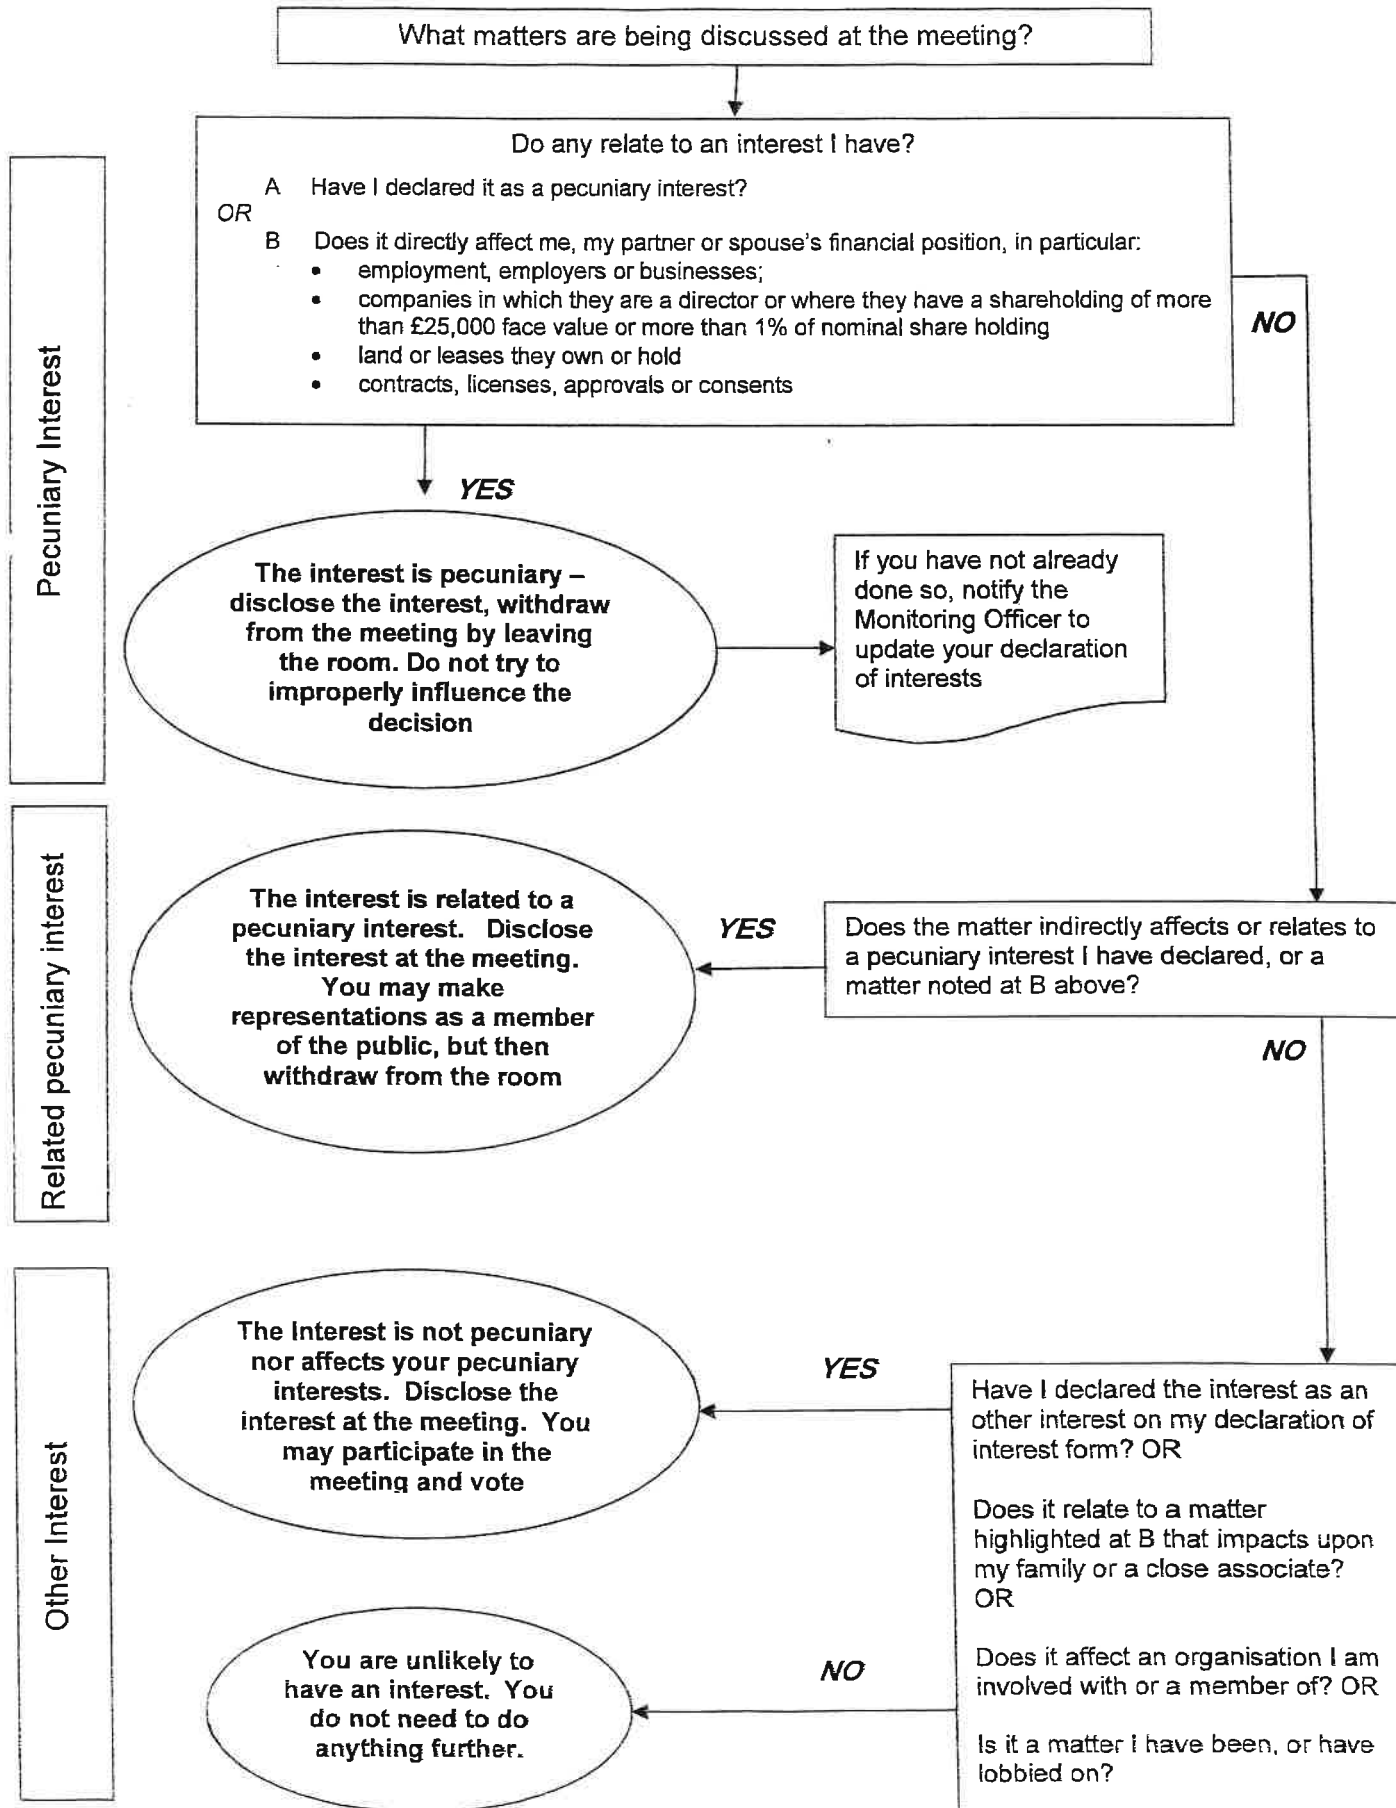 What matters are being discussed at the meeting?
Do any relate to an interest I have?
A Have I declared it as a pecuniary interest?
OR
B Does it directly affect me, my partner or spouse's financial position, in particular:
• employment, employers or businesses;
• companies in which they are a director or where they have a shareholding of more
than £25,000 face value or more than 1% of nominal share holding
• land or leases they own or hold
• contracts, licenses, approvals or consents
NO
Pecuniary Interest
YES
The interest is pecuniary –
disclose the interest, withdraw
from the meeting by leaving
the room. Do not try to
improperly influence the
decision
If you have not already
done so, notify the
Monitoring Officer to
update your declaration
of interests
Related pecuniary interest
The interest is related to a
pecuniary interest. Disclose
the interest at the meeting.
You may make
representations as a member
of the public, but then
withdraw from the room
YES
Does the matter indirectly affects or relates to
a pecuniary interest I have declared, or a
matter noted at B above?
NO
Other Interest
The Interest is not pecuniary
nor affects your pecuniary
interests. Disclose the
interest at the meeting. You
may participate in the
meeting and vote
YES
Have I declared the interest as an
other interest on my declaration of
interest form? OR
Does it relate to a matter
highlighted at B that impacts upon
my family or a close associate?
OR
Does it affect an organisation I am
involved with or a member of? OR
Is it a matter I have been, or have
lobbied on?
NO
You are unlikely to
have an interest. You
do not need to do
anything further.